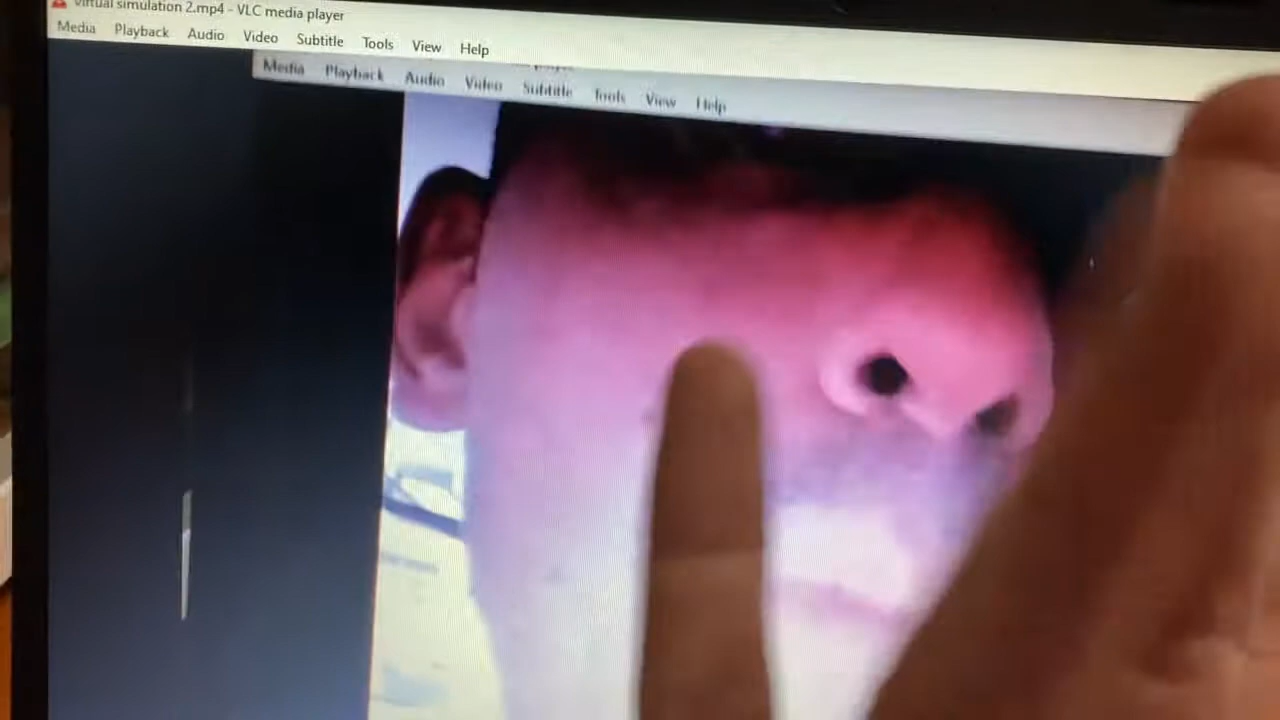 virtual simulation 2.mp4 - VLC media player
Media Playback Audio Video Subtitle Tools View Help
Media Playback Audio Video Subtitle Tools View Help